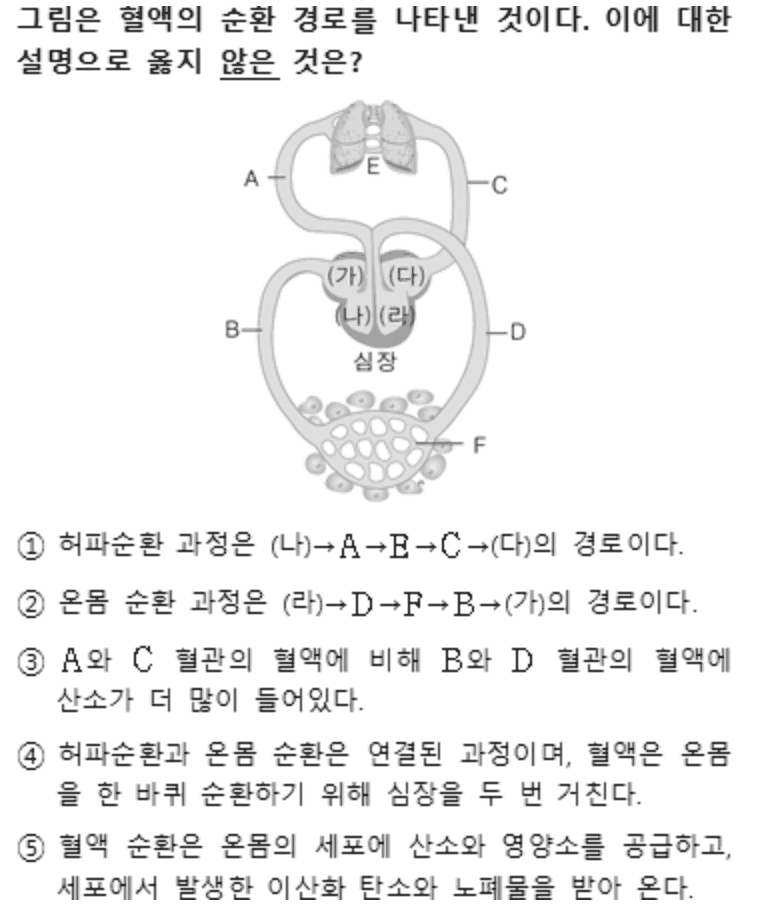 그림은 혈액의 순환 경로를 나타낸 것이다. 이에 대한
설명으로 옳지 않은 것은?
E
A
C
(가) (다)
(나) (라)
B
D
심장
F
① 허파순환 과정은 (나)→A→E→C→(다)의 경로이다.
② 온몸 순환 과정은 (라)→D→F→B→(가)의 경로이다.
③ A와 C 혈관의 혈액에 비해 B와 D 혈관의 혈액에
산소가 더 많이 들어있다.
④ 허파순환과 온몸 순환은 연결된 과정이며, 혈액은 온몸
을 한 바퀴 순환하기 위해 심장을 두 번 거친다.
⑤ 혈액 순환은 온몸의 세포에 산소와 영양소를 공급하고,
세포에서 발생한 이산화 탄소와 노폐물을 받아 온다.